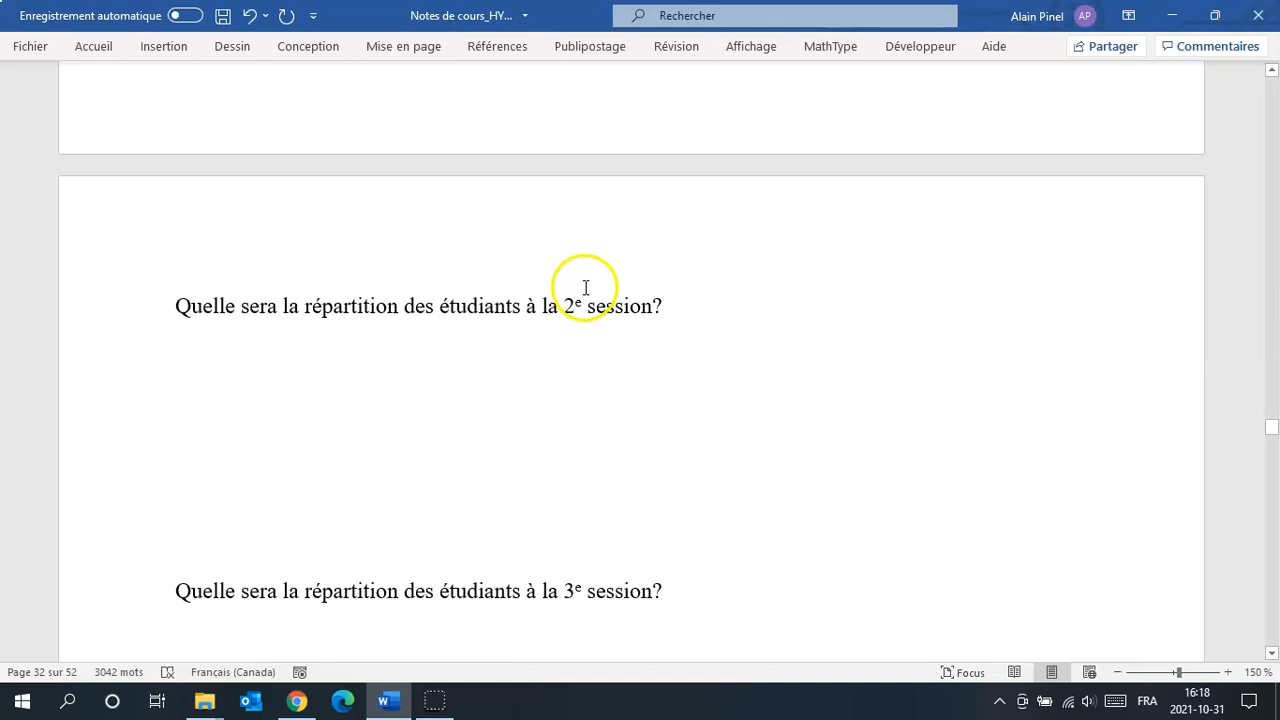 Enregistrement automatique
Notes de cours_HY...
Rechercher
Alain Pinel
AP
Fichier
Accueil
Insertion
Dessin
Conception
Mise en page
Références
Publipostage
Révision
Affichage
MathType
Développeur
Aide
Partager
Commentaires
Quelle sera la répartition des étudiants à la 2e session?
Quelle sera la répartition des étudiants à la 3e session?
Page 32 sur 52
3042 mots
Français (Canada)
Focus
150 %
FRA
16:18
2021-10-31